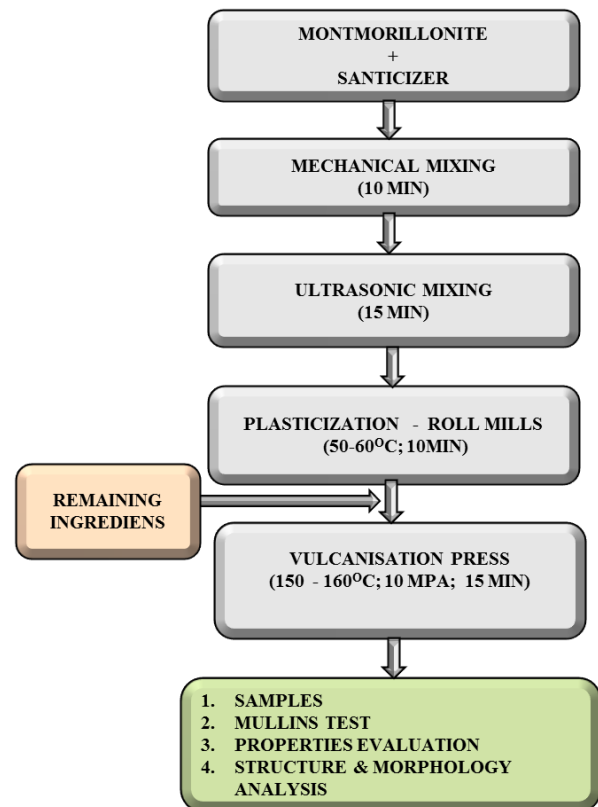 MONTMORILLONITE
+
SANTICIZER
MECHANICAL MIXING
(10 MIN)
ULTRASONIC MIXING
(15 MIN)
PLASTICIZATION - ROLL MILLS
(50-60ᴼC; 10MIN)
REMAINING
INGREDIENS
VULCANISATION PRESS
(150 - 160ᴼC; 10 MPA; 15 MIN)
1. SAMPLES
2. MULLINS TEST
3. PROPERTIES EVALUATION
4. STRUCTURE & MORPHOLOGY
ANALYSIS